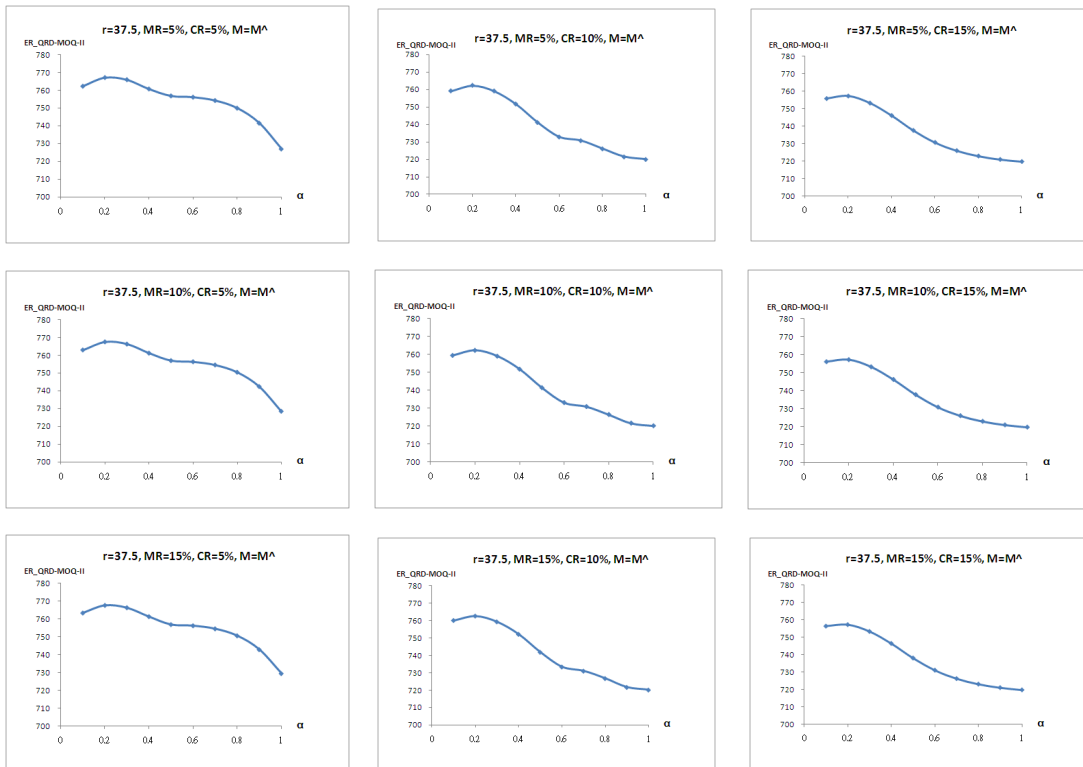 r=37.5, MR=5%, CR=5%, M=M^
ER_QRD-MOQ-II
780
770
760
750
740
730
720
710
700
0 0.2 0.4 0.6 0.8 1
α
r=37.5, MR=5%, CR=10%, M=M^
ER_QRD-MOQ-II
780
770
760
750
740
730
720
710
700
0 0.2 0.4 0.6 0.8 1
α
r=37.5, MR=5%, CR=15%, M=M^
ER_QRD-MOQ-II
780
770
760
750
740
730
720
710
700
0 0.2 0.4 0.6 0.8 1
α
r=37.5, MR=10%, CR=5%, M=M^
ER_QRD-MOQ-II
780
770
760
750
740
730
720
710
700
0 0.2 0.4 0.6 0.8 1
α
r=37.5, MR=10%, CR=10%, M=M^
ER_QRD-MOQ-II
780
770
760
750
740
730
720
710
700
0 0.2 0.4 0.6 0.8 1
α
r=37.5, MR=10%, CR=15%, M=M^
ER_QRD-MOQ-II
780
770
760
750
740
730
720
710
700
0 0.2 0.4 0.6 0.8 1
α
r=37.5, MR=15%, CR=5%, M=M^
ER_QRD-MOQ-II
780
770
760
750
740
730
720
710
700
0 0.2 0.4 0.6 0.8 1
α
r=37.5, MR=15%, CR=10%, M=M^
ER_QRD-MOQ-II
780
770
760
750
740
730
720
710
700
0 0.2 0.4 0.6 0.8 1
α
r=37.5, MR=15%, CR=15%, M=M^
ER_QRD-MOQ-II
780
770
760
750
740
730
720
710
700
0 0.2 0.4 0.6 0.8 1
α